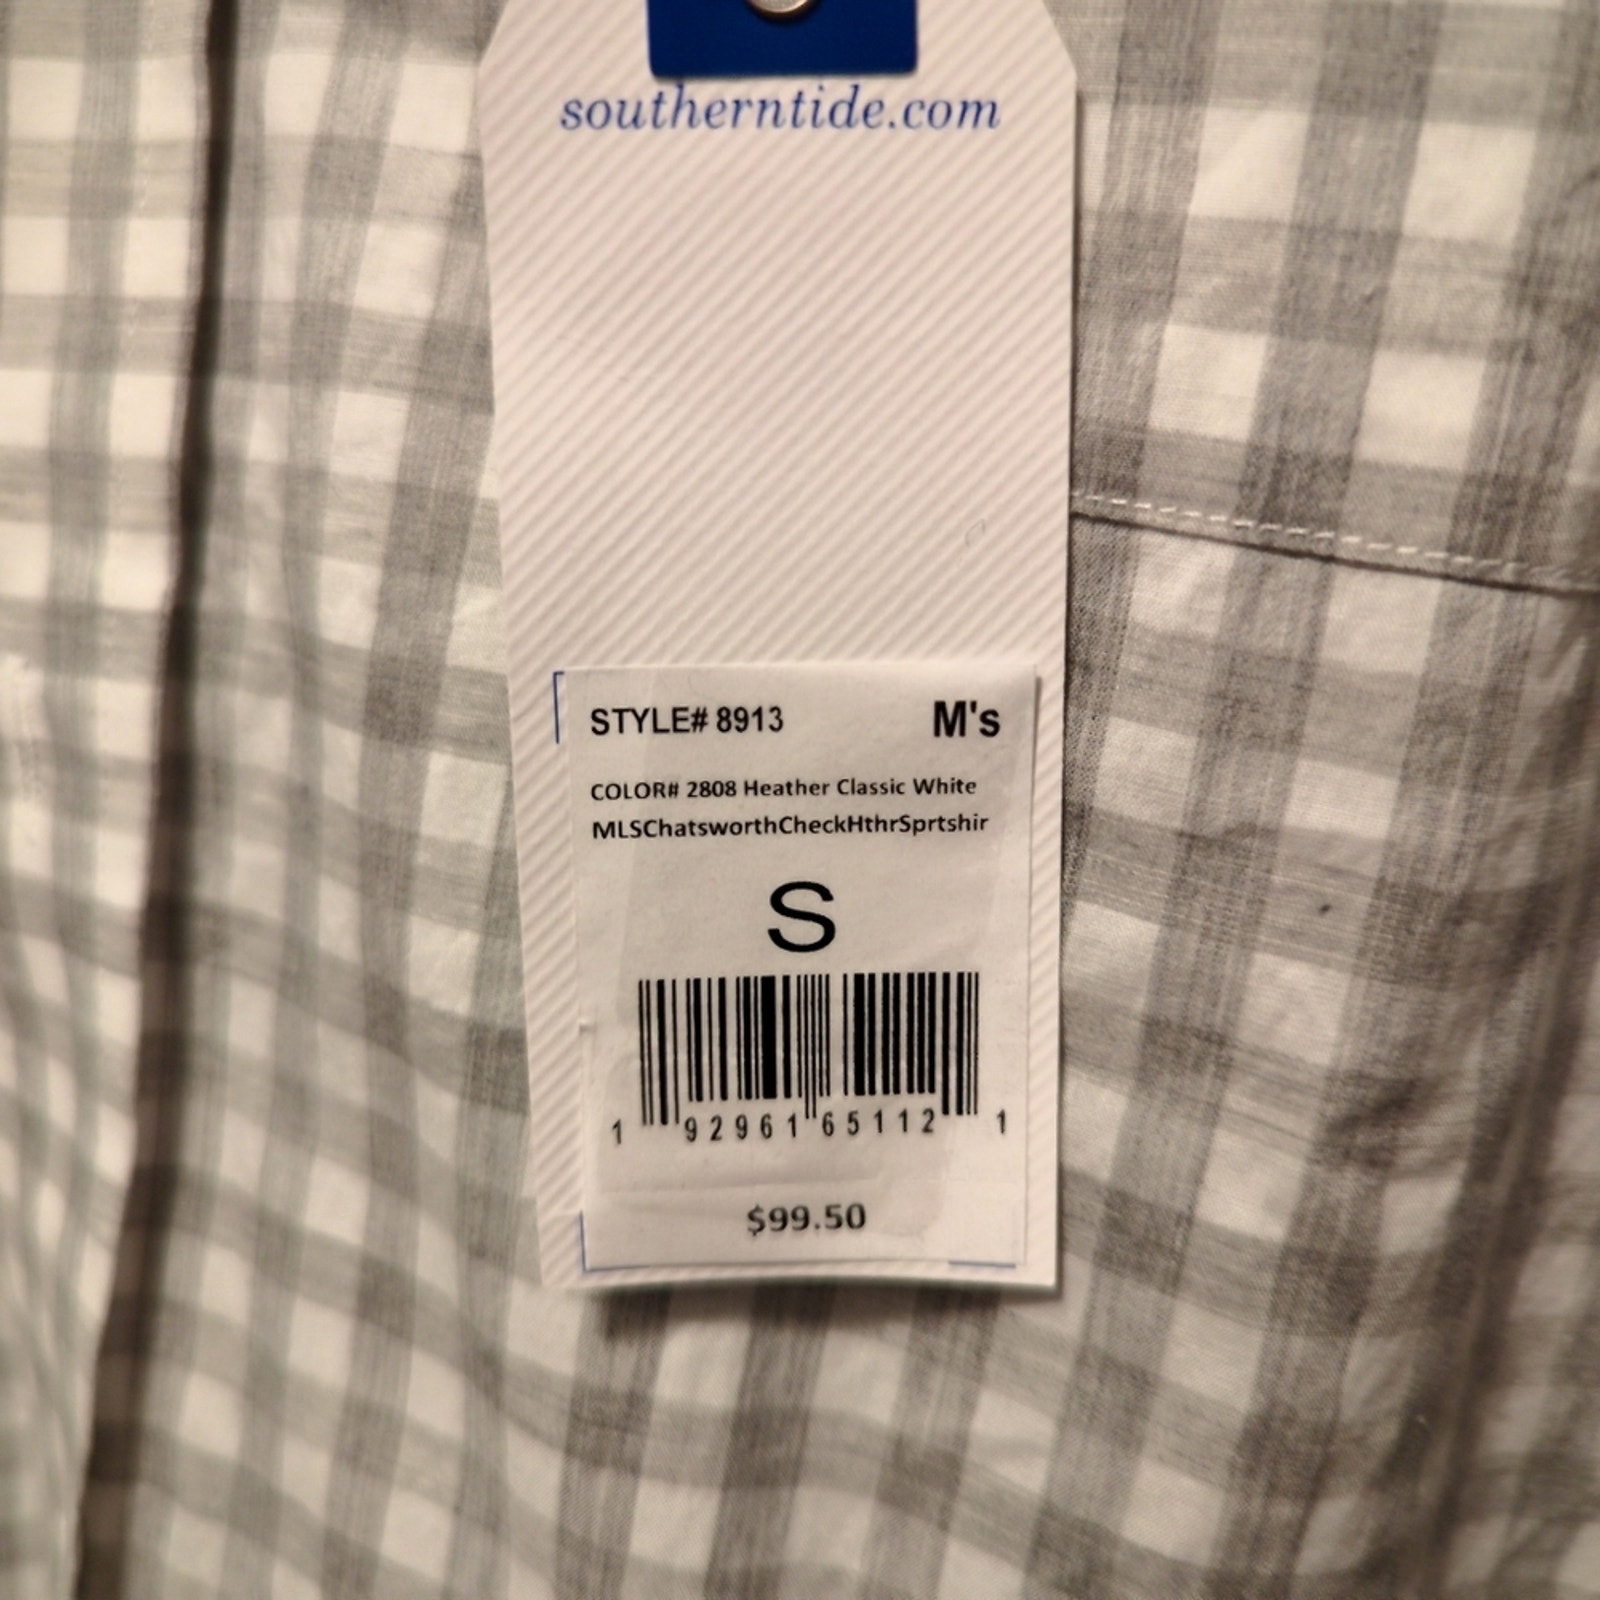 southerntide.com
STYLE# 8913 M's
COLOR# 2808 Heather Classic White
MLSChatsworthCheckHthrSprtshir
S
1 92961 65112 1
$99.50